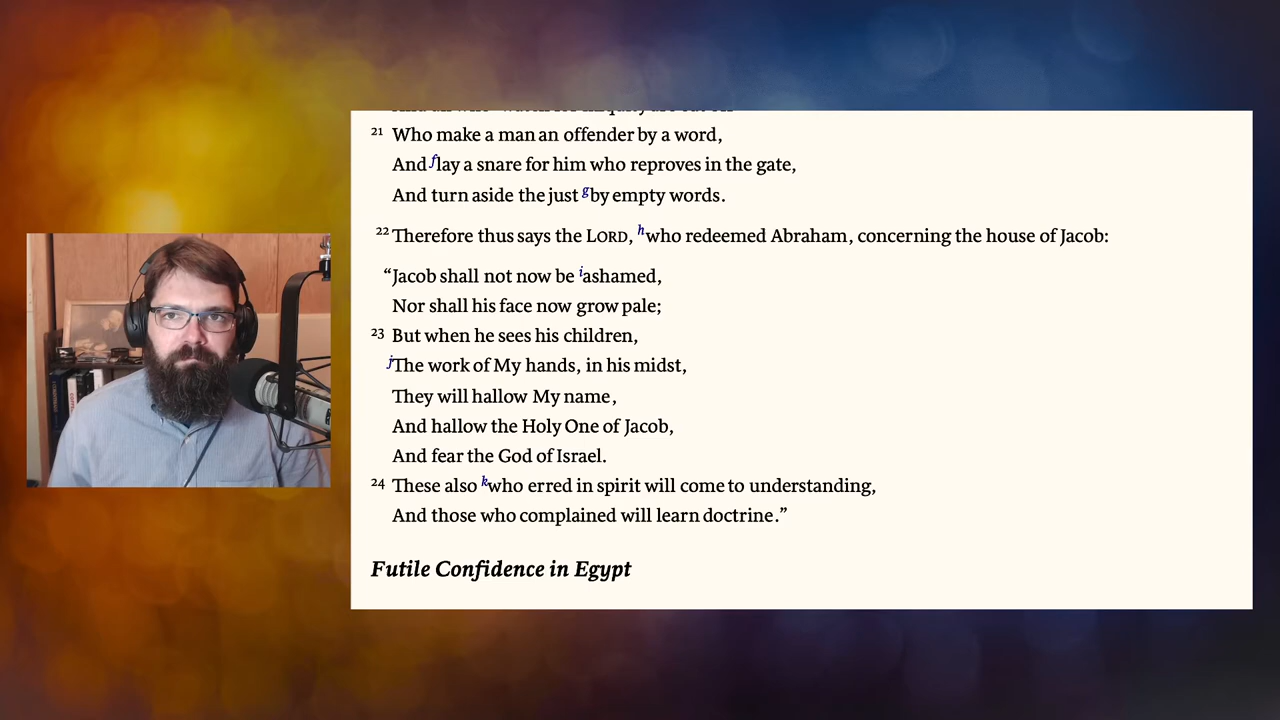 21 Who make a man an offender by a word,
And f lay a snare for him who reproves in the gate,
And turn aside the just g by empty words.
22 Therefore thus says the LORD, h who redeemed Abraham, concerning the house of Jacob:
“Jacob shall not now be i ashamed,
Nor shall his face now grow pale;
23 But when he sees his children,
j The work of My hands, in his midst,
They will hallow My name,
And hallow the Holy One of Jacob,
And fear the God of Israel.
24 These also k who erred in spirit will come to understanding,
And those who complained will learn doctrine.”
Futile Confidence in Egypt